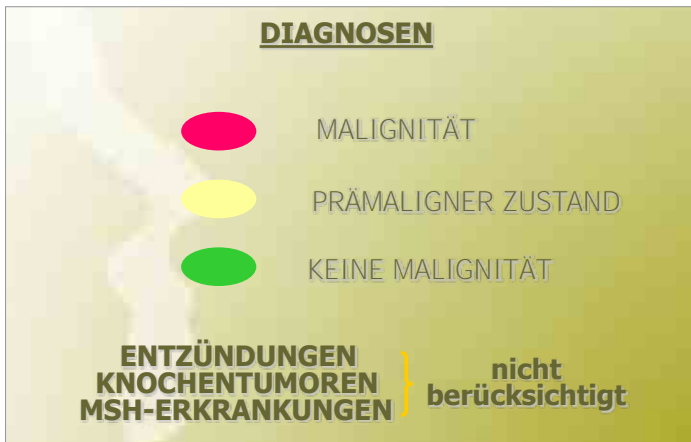 DIAGNOSEN
MALIGNITÄT
PRÄMALIGNER ZUSTAND
KEINE MALIGNITÄT
ENTZÜNDUNGEN
KNOCHENTUMOREN
MSH-ERKRANKUNGEN
nicht
berücksichtigt